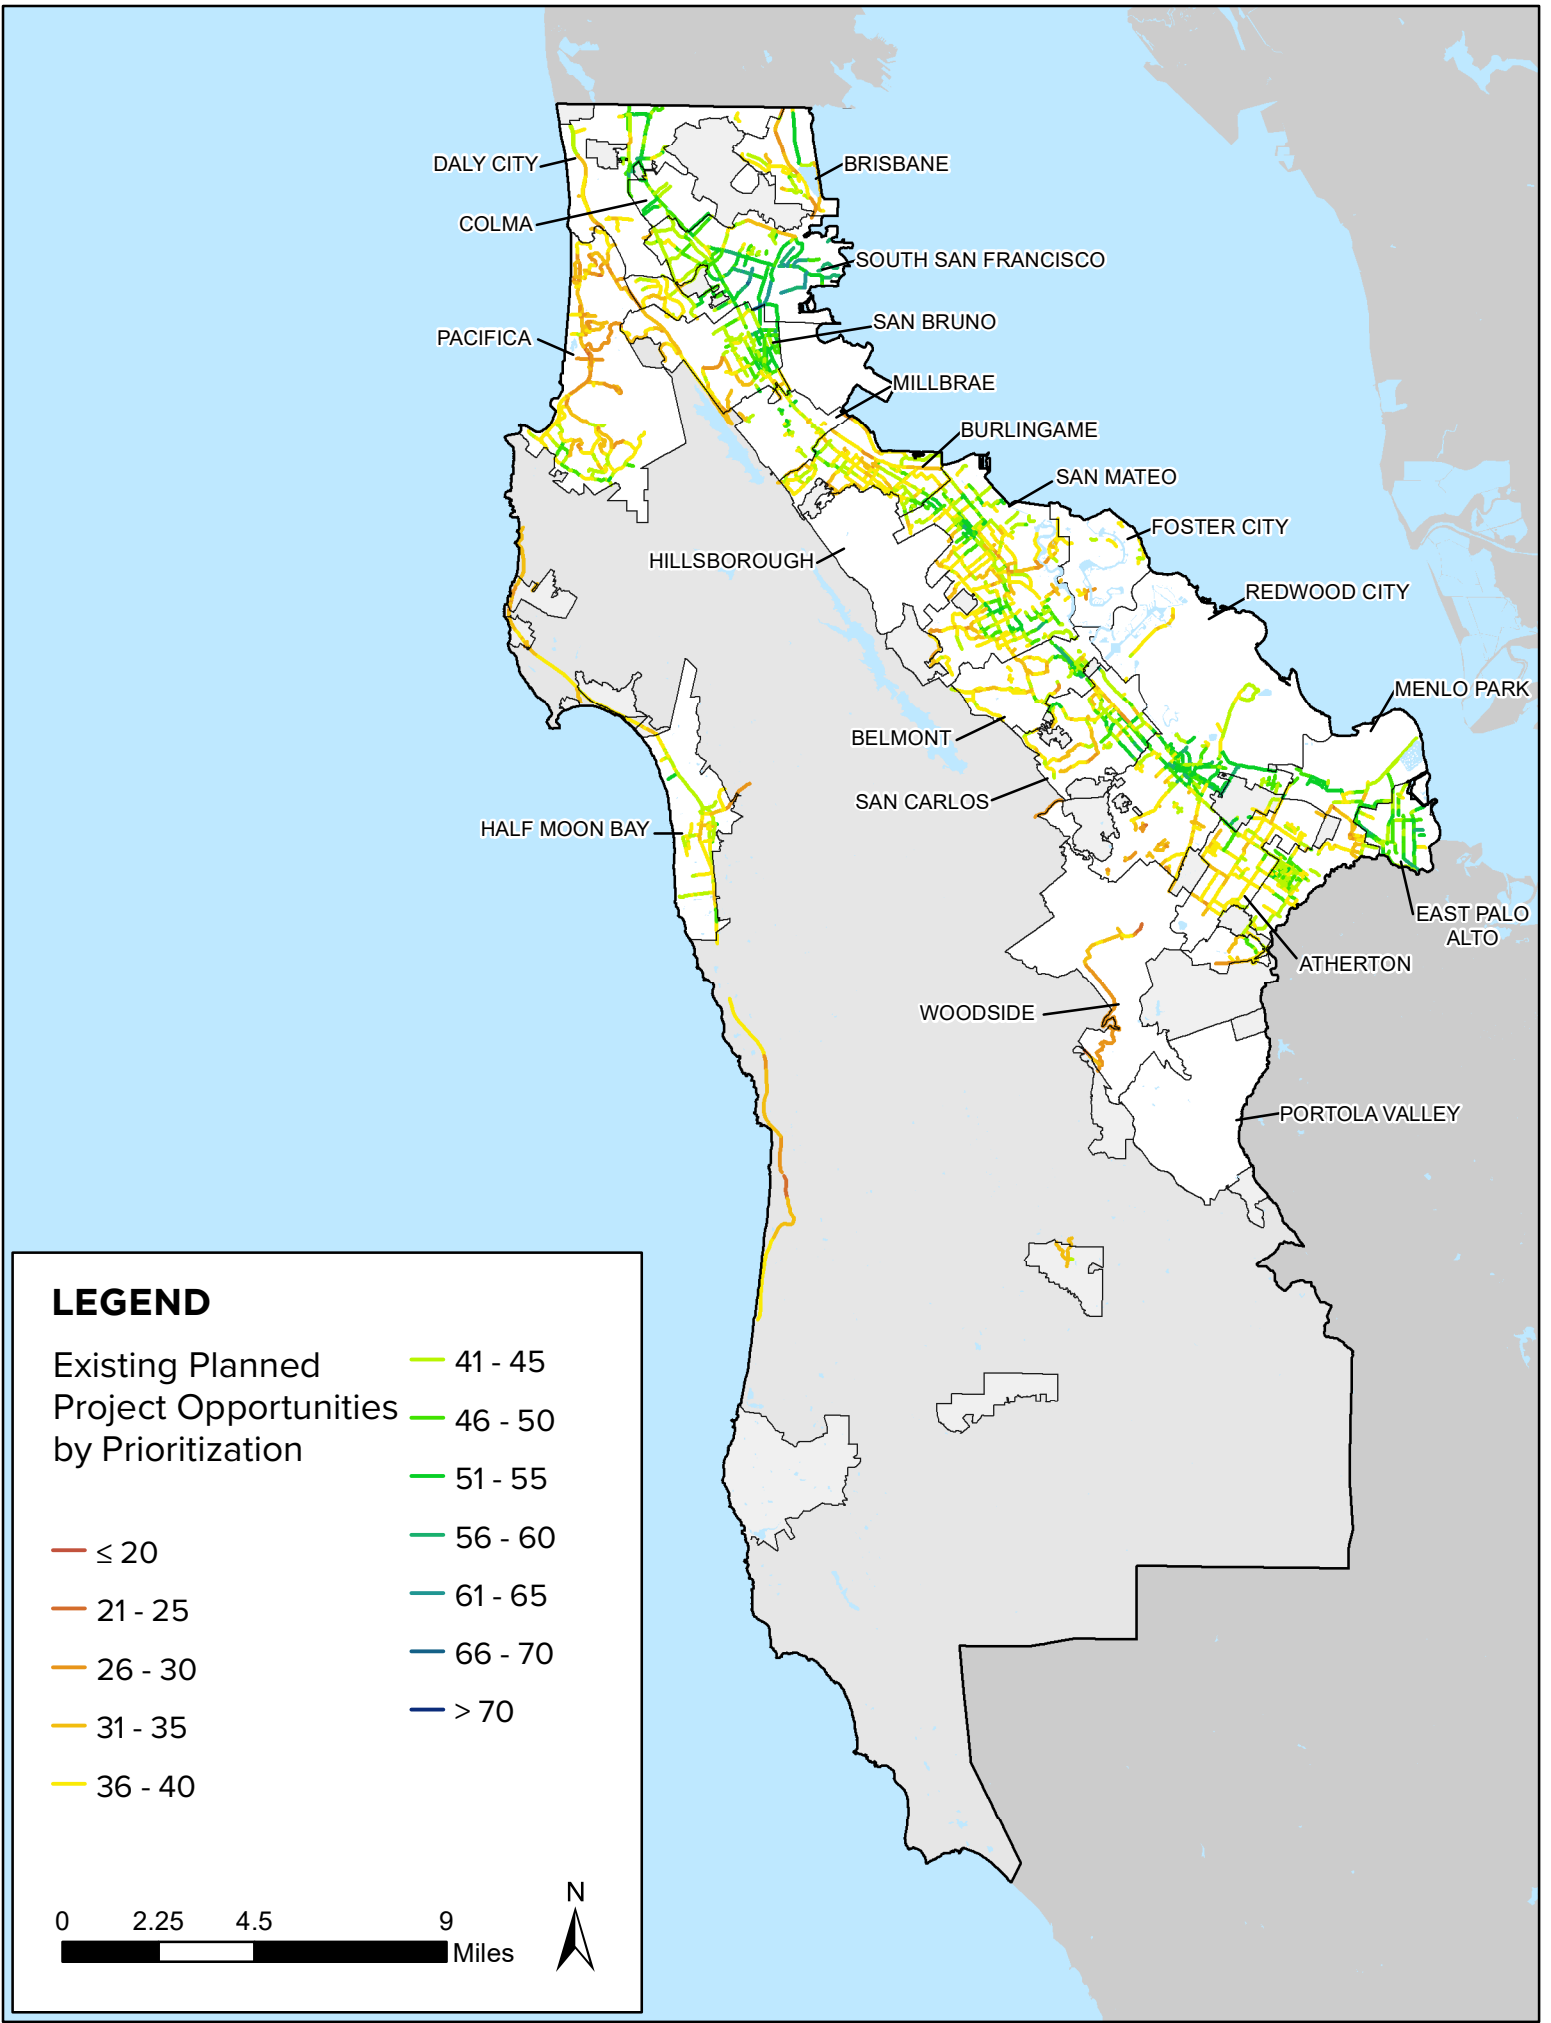 DALY CITY
BRISBANE
COLMA
SOUTH SAN FRANCISCO
SAN BRUNO
PACIFICA
MILLBRAE
BURLINGAME
SAN MATEO
FOSTER CITY
HILLSBOROUGH
REDWOOD CITY
MENLO PARK
BELMONT
SAN CARLOS
HALF MOON BAY
EAST PALO
ALTO
ATHERTON
WOODSIDE
PORTOLA VALLEY
LEGEND
Existing Planned
Project Opportunities
by Prioritization
≤ 20
21 - 25
26 - 30
31 - 35
36 - 40
41 - 45
46 - 50
51 - 55
56 - 60
61 - 65
66 - 70
> 70
0 2.25 4.5 9
Miles
N